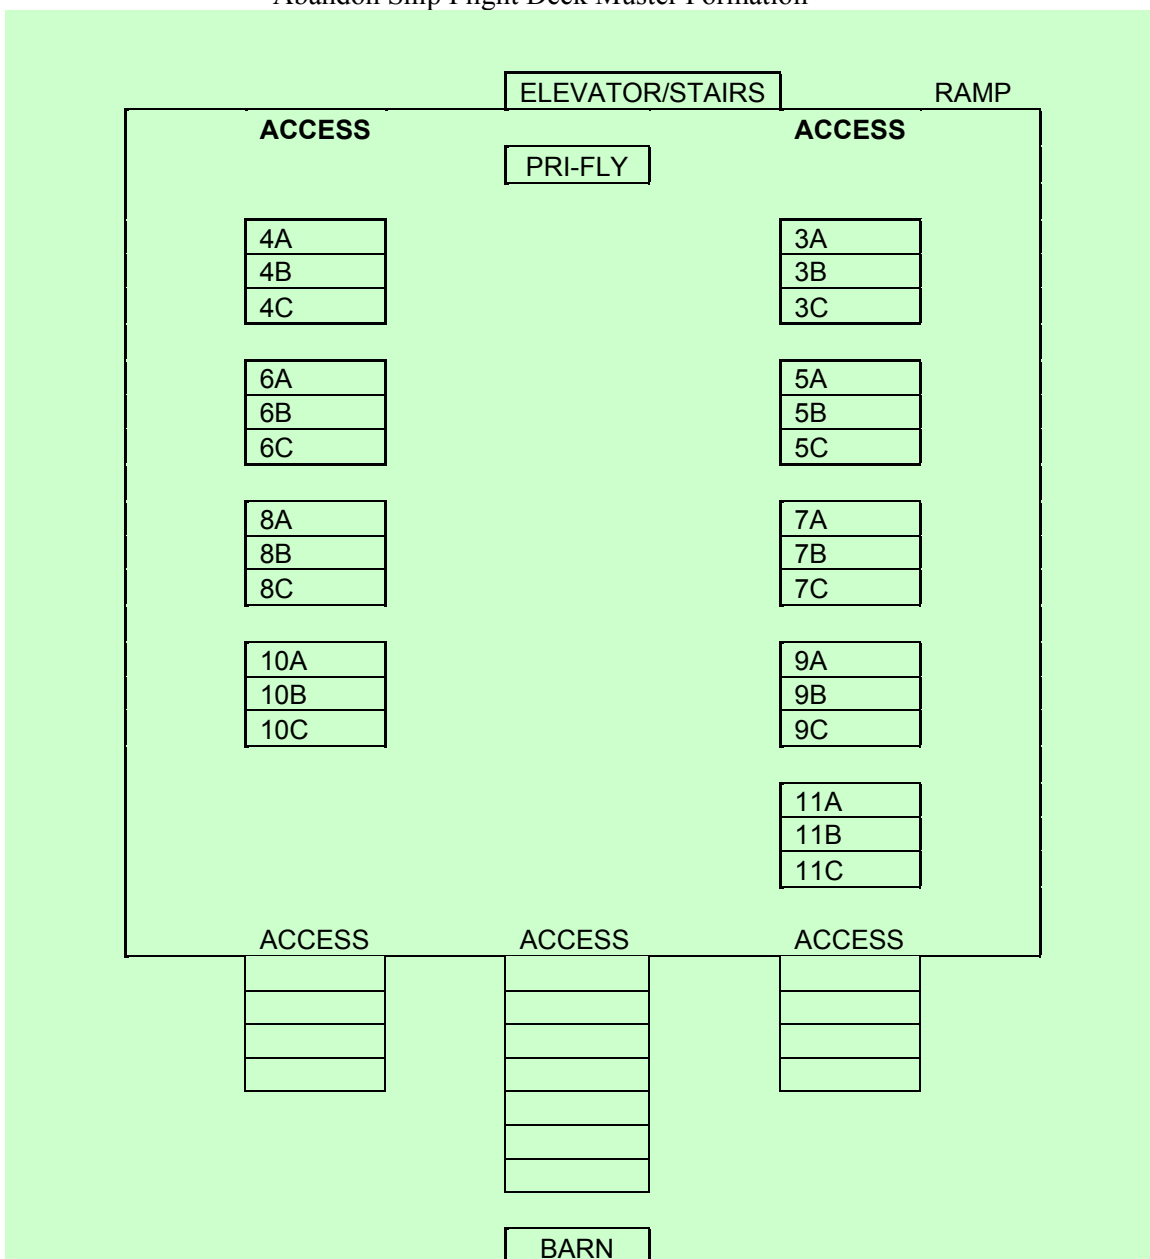 Abandon Ship Flight Deck Muster Formation
ELEVATOR/STAIRS RAMP
ACCESS ACCESS
PRI-FLY
4A 3A
4B 3B
4C 3C
6A 5A
6B 5B
6C 5C
8A 7A
8B 7B
8C 7C
10A 9A
10B 9B
10C 9C
11A
11B
11C
ACCESS ACCESS ACCESS
BARN